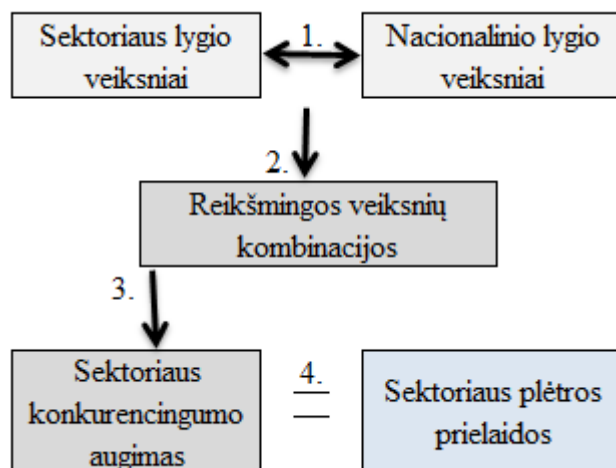 Sektoriaus lygio
veiksniai
1.
Nacionalinio lygio
veiksniai
2.
Reikšmingos veiksnių
kombinacijos
3.
Sektoriaus
konkurencingumo
augimas
4.
Sektoriaus plėtros
prielaidos